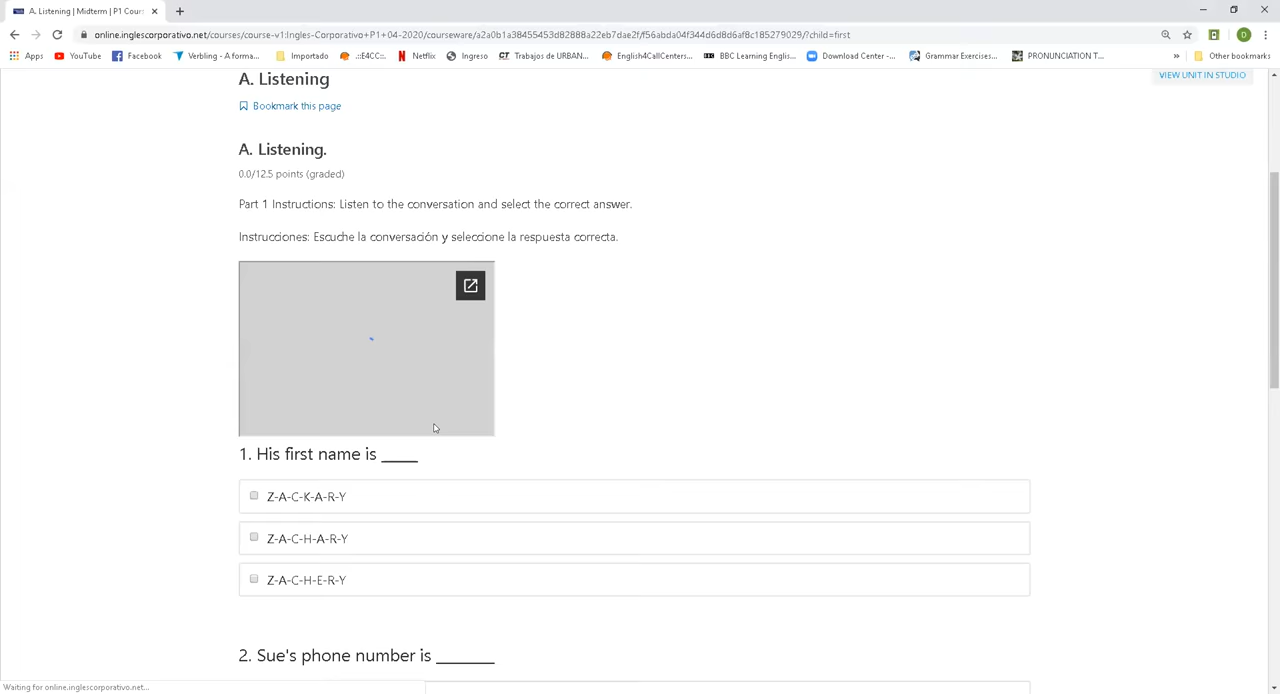 A. Listening | Midterm | P1 Cour
online.inglescorporativo.net/courses/course-v1:Ingles-Corporativo+P1+04-2020/courseware/a2a0b1a38455453d82888a22eb7dae2f/f56abda04f344d6d8d6af8c185279029/?child=first
D
Apps YouTube Facebook Verbling - A forma... Importado .::E4CC::. Netflix Ingreso Trabajos de URBAN... English4CallCenters... BBC Learning Englis... Download Center -... Grammar Exercises... PRONUNCIATION T... » Other bookmarks
A. Listening
VIEW UNIT IN STUDIO
Bookmark this page
A. Listening.
0.0/12.5 points (graded)
Part 1 Instructions: Listen to the conversation and select the correct answer.
Instrucciones: Escuche la conversación y seleccione la respuesta correcta.
1. His first name is _____
Z-A-C-K-A-R-Y
Z-A-C-H-A-R-Y
Z-A-C-H-E-R-Y
2. Sue's phone number is ________
Waiting for online.inglescorporativo.net...